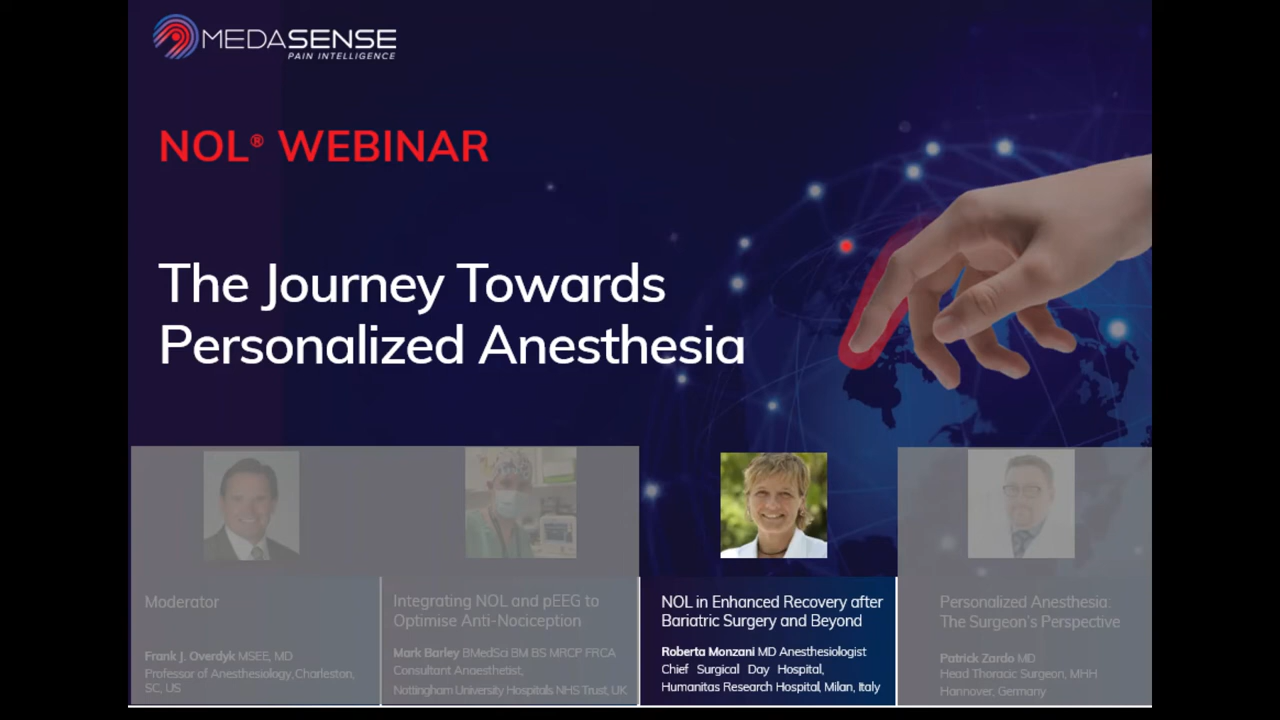 MEDASENSE
PAIN INTELLIGENCE
NOL® WEBINAR
The Journey Towards
Personalized Anesthesia
Moderator
Frank J. Overdyk MSEE, MD
Professor of Anesthesiology, Charleston,
SC, US
Integrating NOL and pEEG to
Optimise Anti-Nociception
Mark Barley BMedSci BM BS MRCP FRCA
Consultant Anaesthetist,
Nottingham University Hospitals NHS Trust, UK
NOL in Enhanced Recovery after
Bariatric Surgery and Beyond
Roberta Monzani MD Anesthesiologist
Chief Surgical Day Hospital,
Humanitas Research Hospital, Milan, Italy
Personalized Anesthesia:
The Surgeon's Perspective
Patrick Zardo MD
Head Thoracic Surgeon, MHH
Hannover, Germany